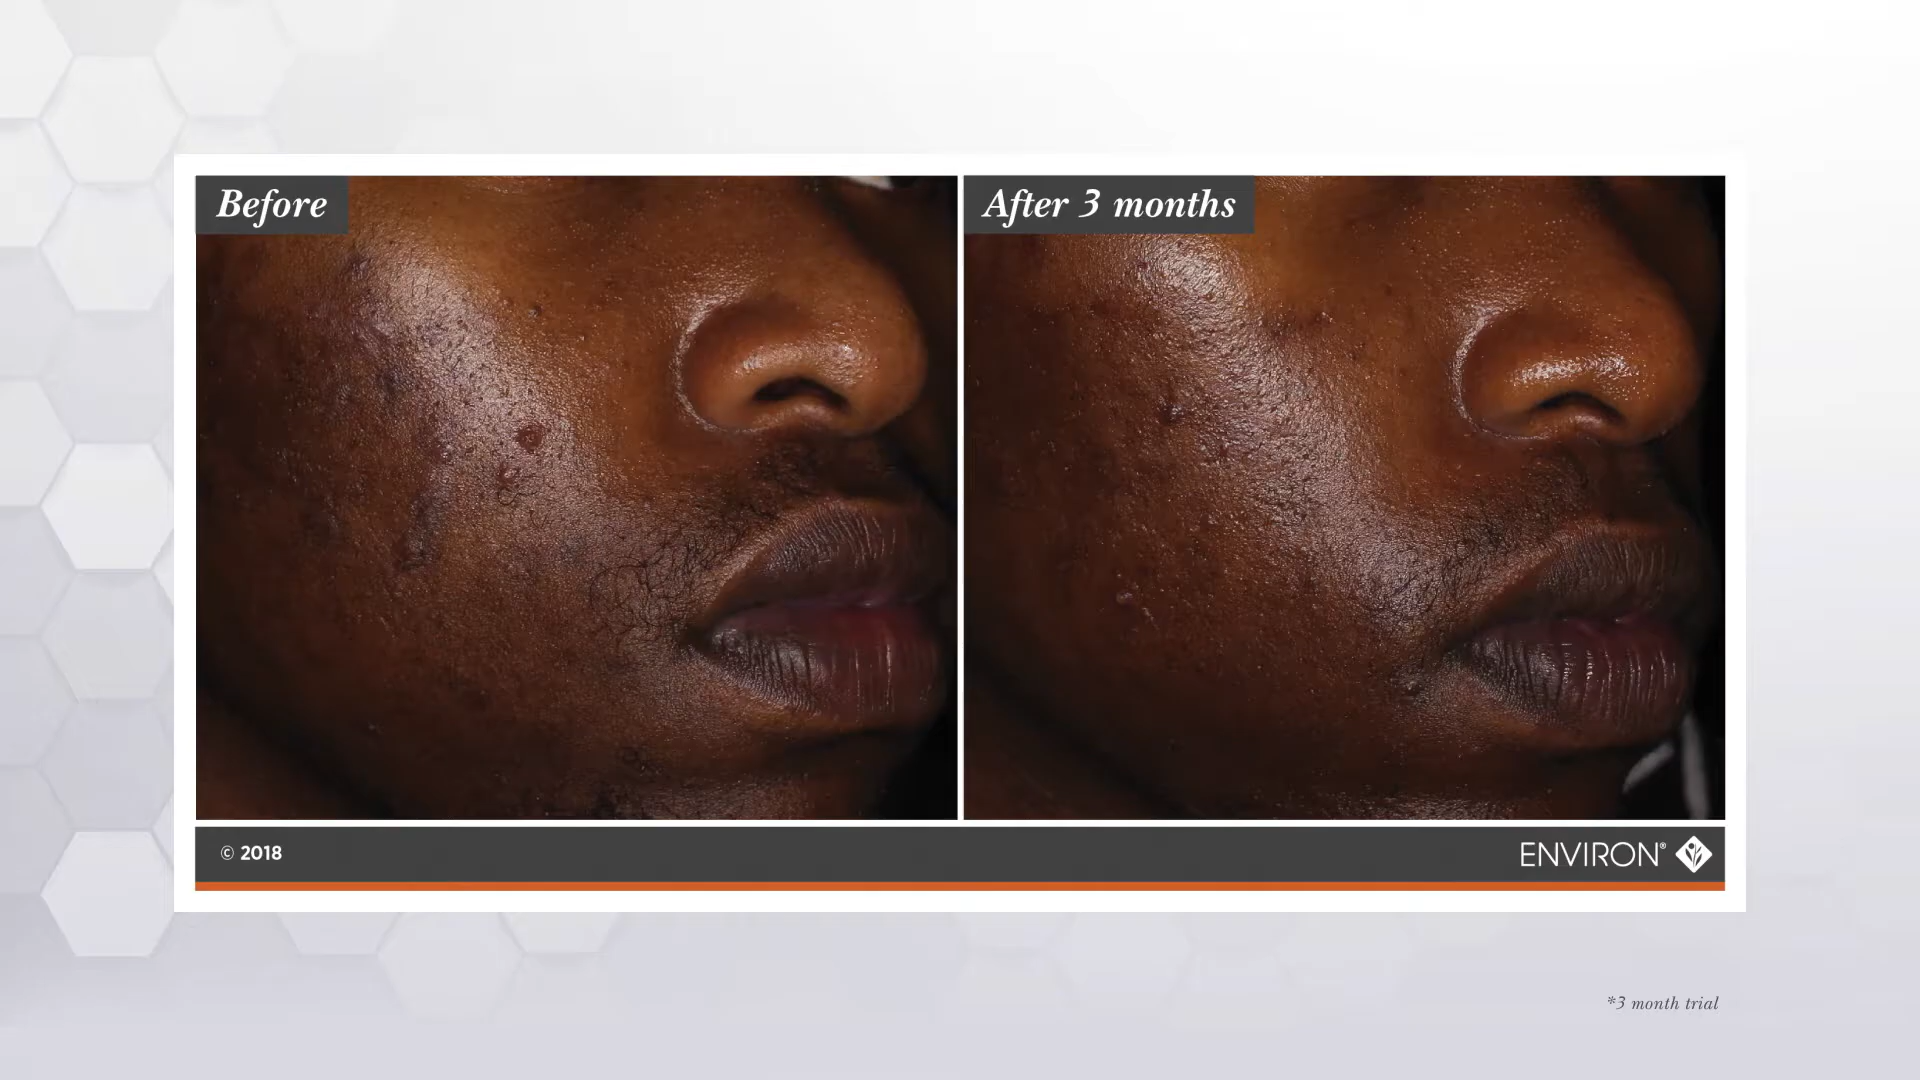 Before
After 3 months
© 2018
ENVIRON®
*3 month trial